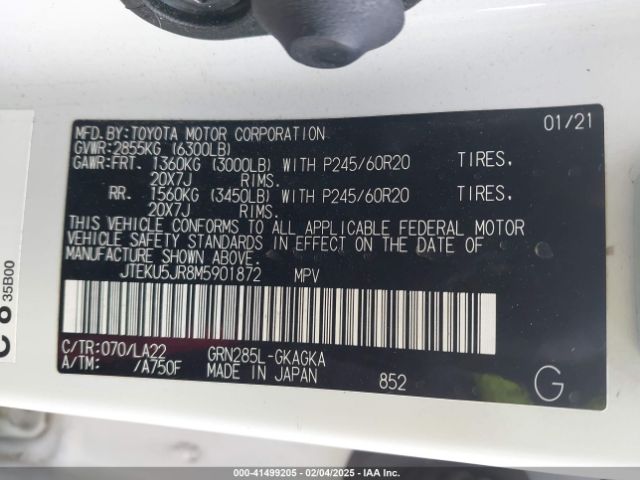 MFD.BY:TOYOTA MOTOR CORPORATION 01/21
GVWR:2855KG (6300LB)
GAWR:FRT. 1360KG (3000LB) WITH P245/60R20 TIRES,
20X7J RIMS.
RR. 1560KG (3450LB) WITH P245/60R20 TIRES,
20X7J RIMS.
THIS VEHICLE CONFORMS TO ALL APPLICABLE FEDERAL MOTOR
VEHICLE SAFETY STANDARDS IN EFFECT ON THE DATE OF
MANUFACTURE SHOWN ABOVE.
JTEKU5JR8M5901872 MPV
C/TR:070/LA22 GRN285L-GKAGKA
A/TM: /A750F MADE IN JAPAN 852 G
35B00
000-41499205 - 02/04/2025 - IAA Inc.